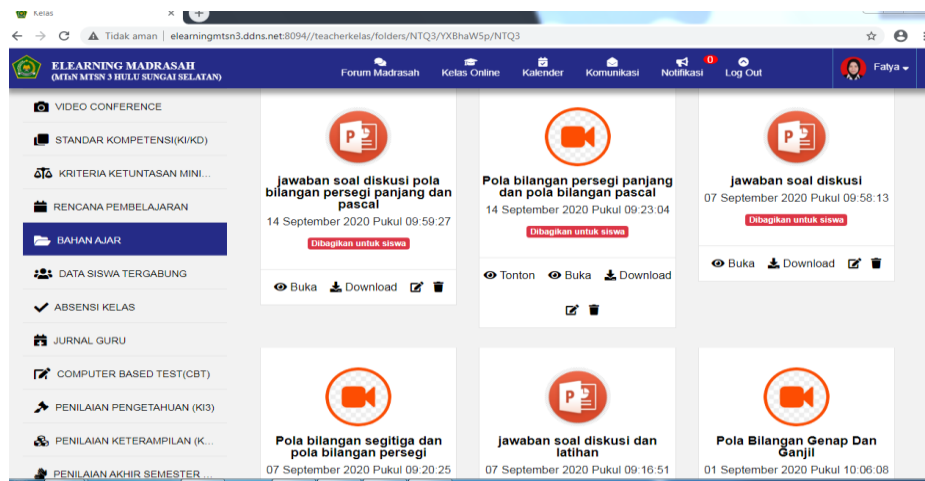 Kelas
Tidak aman | elearningmtsn3.ddns.net:8094//teacherkelas/folders/NTQ3/YXBhaW5p/NTQ3
ELEARNING MADRASAH
(MTsN MTSN 3 HULU SUNGAI SELATAN)
Forum Madrasah
Kelas Online
Kalender
Komunikasi
0
Notifikasi
Log Out
Fatya
VIDEO CONFERENCE
STANDAR KOMPETENSI(KI/KD)
KRITERIA KETUNTASAN MINI...
RENCANA PEMBELAJARAN
BAHAN AJAR
DATA SISWA TERGABUNG
ABSENSI KELAS
JURNAL GURU
COMPUTER BASED TEST(CBT)
PENILAIAN PENGETAHUAN (KI3)
PENILAIAN KETERAMPILAN (K...
PENILAIAN AKHIR SEMESTER ...
P
jawaban soal diskusi pola
bilangan persegi panjang dan
pascal
14 September 2020 Pukul 09:59:27
Dibagikan untuk siswa
Buka Download
Pola bilangan persegi panjang
dan pola bilangan pascal
14 September 2020 Pukul 09:23:04
Dibagikan untuk siswa
Tonton Buka Download
P
jawaban soal diskusi
07 September 2020 Pukul 09:58:13
Dibagikan untuk siswa
Buka Download
Pola bilangan segitiga dan
pola bilangan persegi
07 September 2020 Pukul 09:20:25
P
jawaban soal diskusi dan
latihan
07 September 2020 Pukul 09:16:51
Pola Bilangan Genap Dan
Ganjil
01 September 2020 Pukul 10:06:08